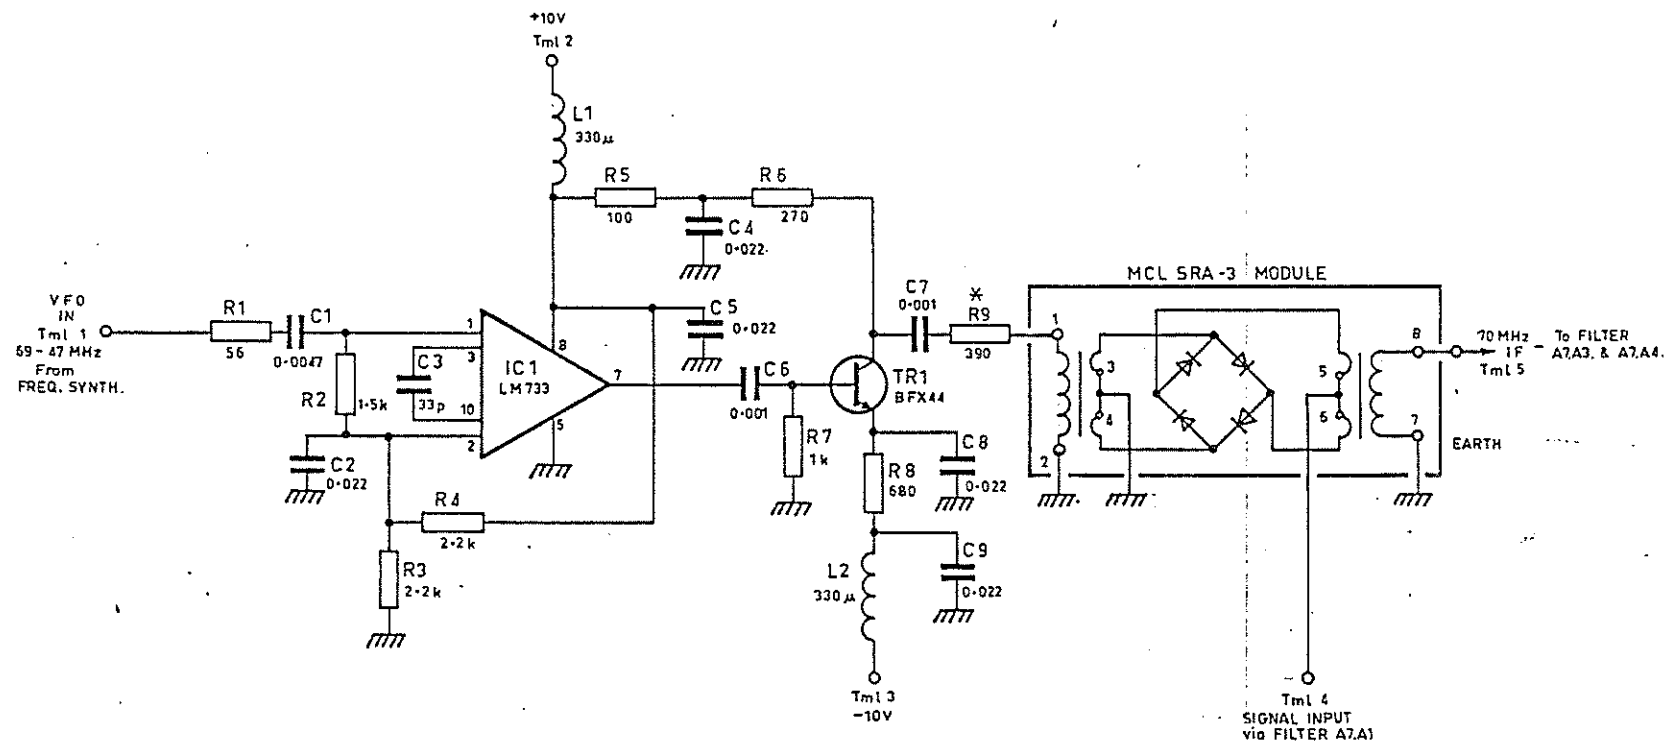 +10V
Tml 2
L1
330µ
R5
100
R6
270
C4
0·022
MCL SRA-3 MODULE
VFO
IN
Tml 1
69-47 MHz
From
FREQ. SYNTH.
R1
56
C1
0·0047
R2
1·5k
C2
0·022
C3
33p
1
3
10
2
8
7
5
IC1
LM733
C5
0·022
C6
0·001
R7
1k
TR1
BFX44
C7
0·001
*
R9
390
R8
680
C8
0·022
C9
0·022
L2
330µ
Tml 3
-10V
R4
2·2k
R3
2·2k
1
2
3
4
5
6
8
7
EARTH
70 MHz
IF
Tml 5
To FILTER
A7,A3, & A7,A4.
Tml 4
SIGNAL INPUT
via FILTER A7,A1